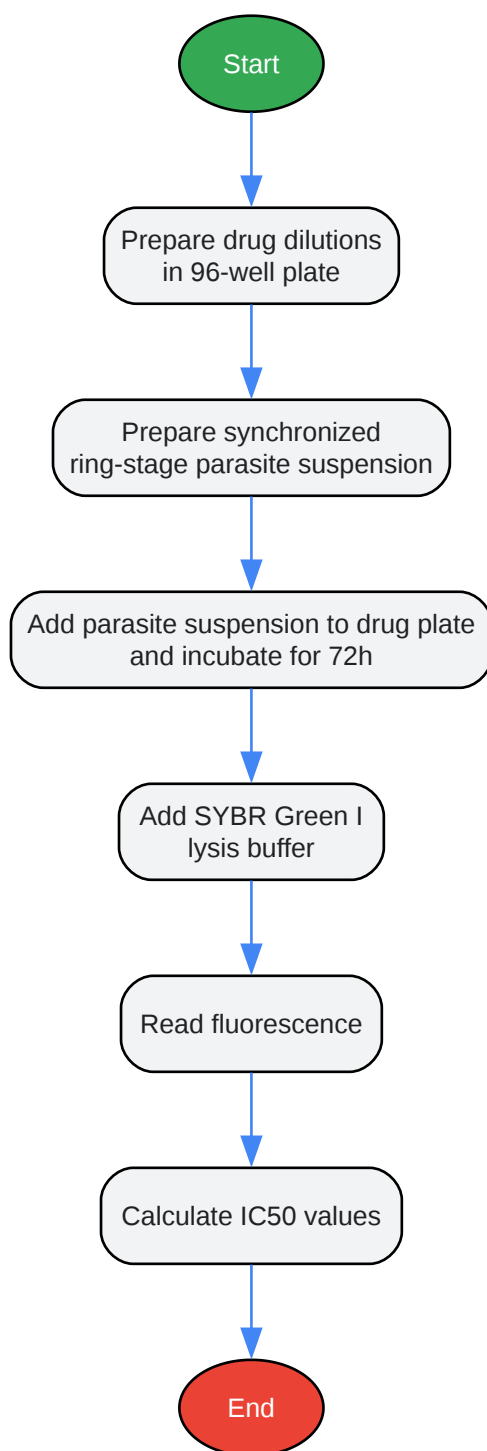 Start
Prepare drug dilutions
in 96-well plate
Prepare synchronized
ring-stage parasite suspension
Add parasite suspension to drug plate
and incubate for 72h
Add SYBR Green I
lysis buffer
Read fluorescence
Calculate IC50 values
End